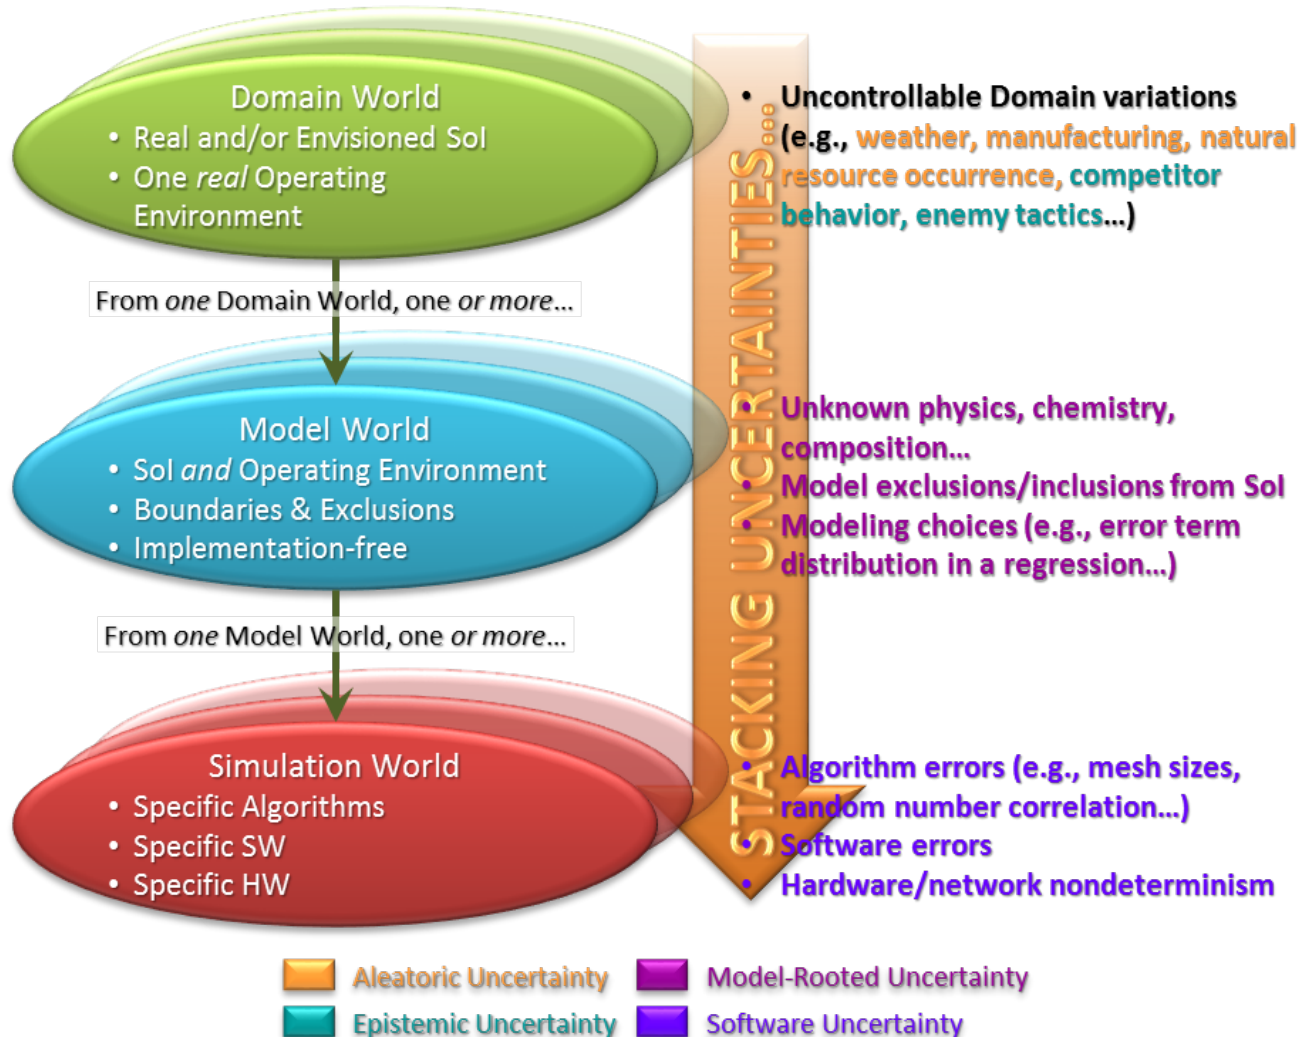 Domain World
• Real and/or Envisioned SoI
• One real Operating
Environment
From one Domain World, one or more...
Model World
• SoI and Operating Environment
• Boundaries & Exclusions
• Implementation-free
From one Model World, one or more...
Simulation World
• Specific Algorithms
• Specific SW
• Specific HW
STACKING UNCERTAINTIES...
• Uncontrollable Domain variations
(e.g., weather, manufacturing, natural
resource occurrence, competitor
behavior, enemy tactics...)
• Unknown physics, chemistry,
composition...
• Model exclusions/inclusions from SoI
• Modeling choices (e.g., error term
distribution in a regression...)
• Algorithm errors (e.g., mesh sizes,
random number correlation...)
• Software errors
• Hardware/network nondeterminism
Aleatoric Uncertainty
Model-Rooted Uncertainty
Epistemic Uncertainty
Software Uncertainty